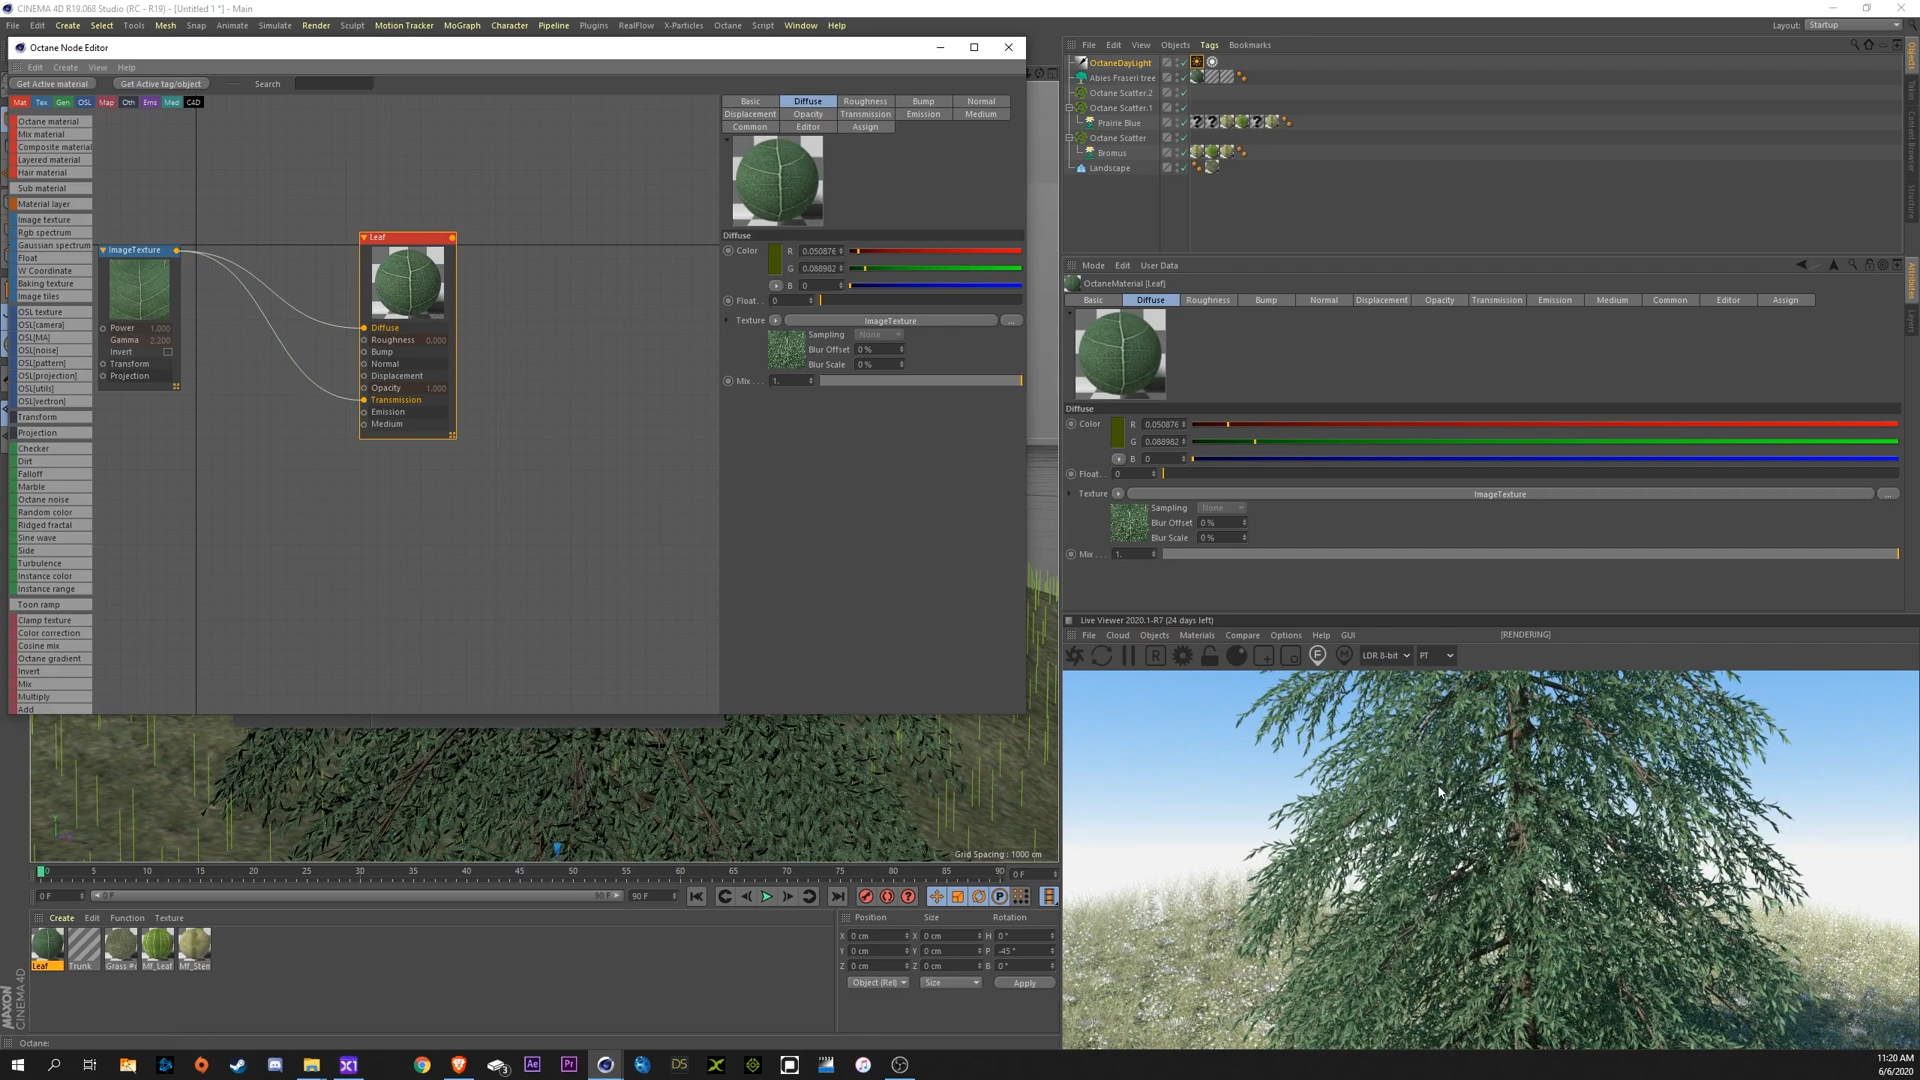 CINEMA 4D R19.068 Studio (RC - R19) - [Untitled 1 *] - Main
File Edit Create Select Tools Mesh Snap Animate Simulate Render Sculpt Motion Tracker MoGraph Character Pipeline Plugins RealFlow X-Particles Octane Script Window Help
Layout: Startup
Octane Node Editor
Edit Create View Help
Get Active material Get Active tag/object Search
Mat Tex Gen OSL Map Oth Ems Med C4D
Octane material
Mix material
Composite material
Layered material
Hair material
Sub material
Material layer
Image texture
Rgb spectrum
Gaussian spectrum
Float
W Coordinate
Baking texture
Image tiles
OSL texture
OSL[camera]
OSL[MA]
OSL[noise]
OSL[pattern]
OSL[projection]
OSL[utils]
OSL[vectron]
Transform
Projection
Checker
Dirt
Falloff
Marble
Octane noise
Random color
Ridged fractal
Sine wave
Side
Turbulence
Instance color
Instance range
Toon ramp
Clamp texture
Color correction
Cosine mix
Octane gradient
Invert
Mix
Multiply
Add
ImageTexture
Power 1.000
Gamma 2.200
Invert
Transform
Projection
Leaf
Diffuse
Roughness 0.000
Bump
Normal
Displacement
Opacity 1.000
Transmission
Emission
Medium
Basic Diffuse Roughness Bump Normal
Displacement Opacity Transmission Emission Medium
Common Editor Assign
Diffuse
Color R 0.050876
G 0.088982
B 0
Float. . 0
Texture ImageTexture ...
Sampling None
Blur Offset 0 %
Blur Scale 0 %
Mix . . . 1.
File Edit View Objects Tags Bookmarks
OctaneDayLight
Abies Fraseri tree
Octane Scatter.2
Octane Scatter.1
Prairie Blue
Octane Scatter
Bromus
Landscape
Objects
Takes
Content Browser
Structure
Mode Edit User Data
OctaneMaterial [Leaf]
Basic Diffuse Roughness Bump Normal Displacement Opacity Transmission Emission Medium Common Editor Assign
Attributes
Layers
Diffuse
Color R 0.050876
G 0.088982
B 0
Float. . 0
Texture ImageTexture ...
Sampling None
Blur Offset 0 %
Blur Scale 0 %
Mix . . . 1.
Live Viewer 2020.1-R7 (24 days left)
File Cloud Objects Materials Compare Options Help GUI [RENDERING]
R F M LDR 8-bit PT
Grid Spacing : 1000 cm
0 5 10 15 20 25 30 35 40 45 50 55 60 65 70 75 80 85 90 0 F
0 F 0 F 90 F 90 F
Create Edit Function Texture
Leaf Trunk Mf_Leaf Mf_Stem
Position Size Rotation
X 0 cm X 0 cm H 0 °
Y 0 cm Y 0 cm P -45 °
Z 0 cm Z 0 cm B 0 °
Object (Rel) Size Apply
MAXON
CINEMA 4D
Octane:
X1 3 Ae Pr DS
11:20 AM
6/6/2020